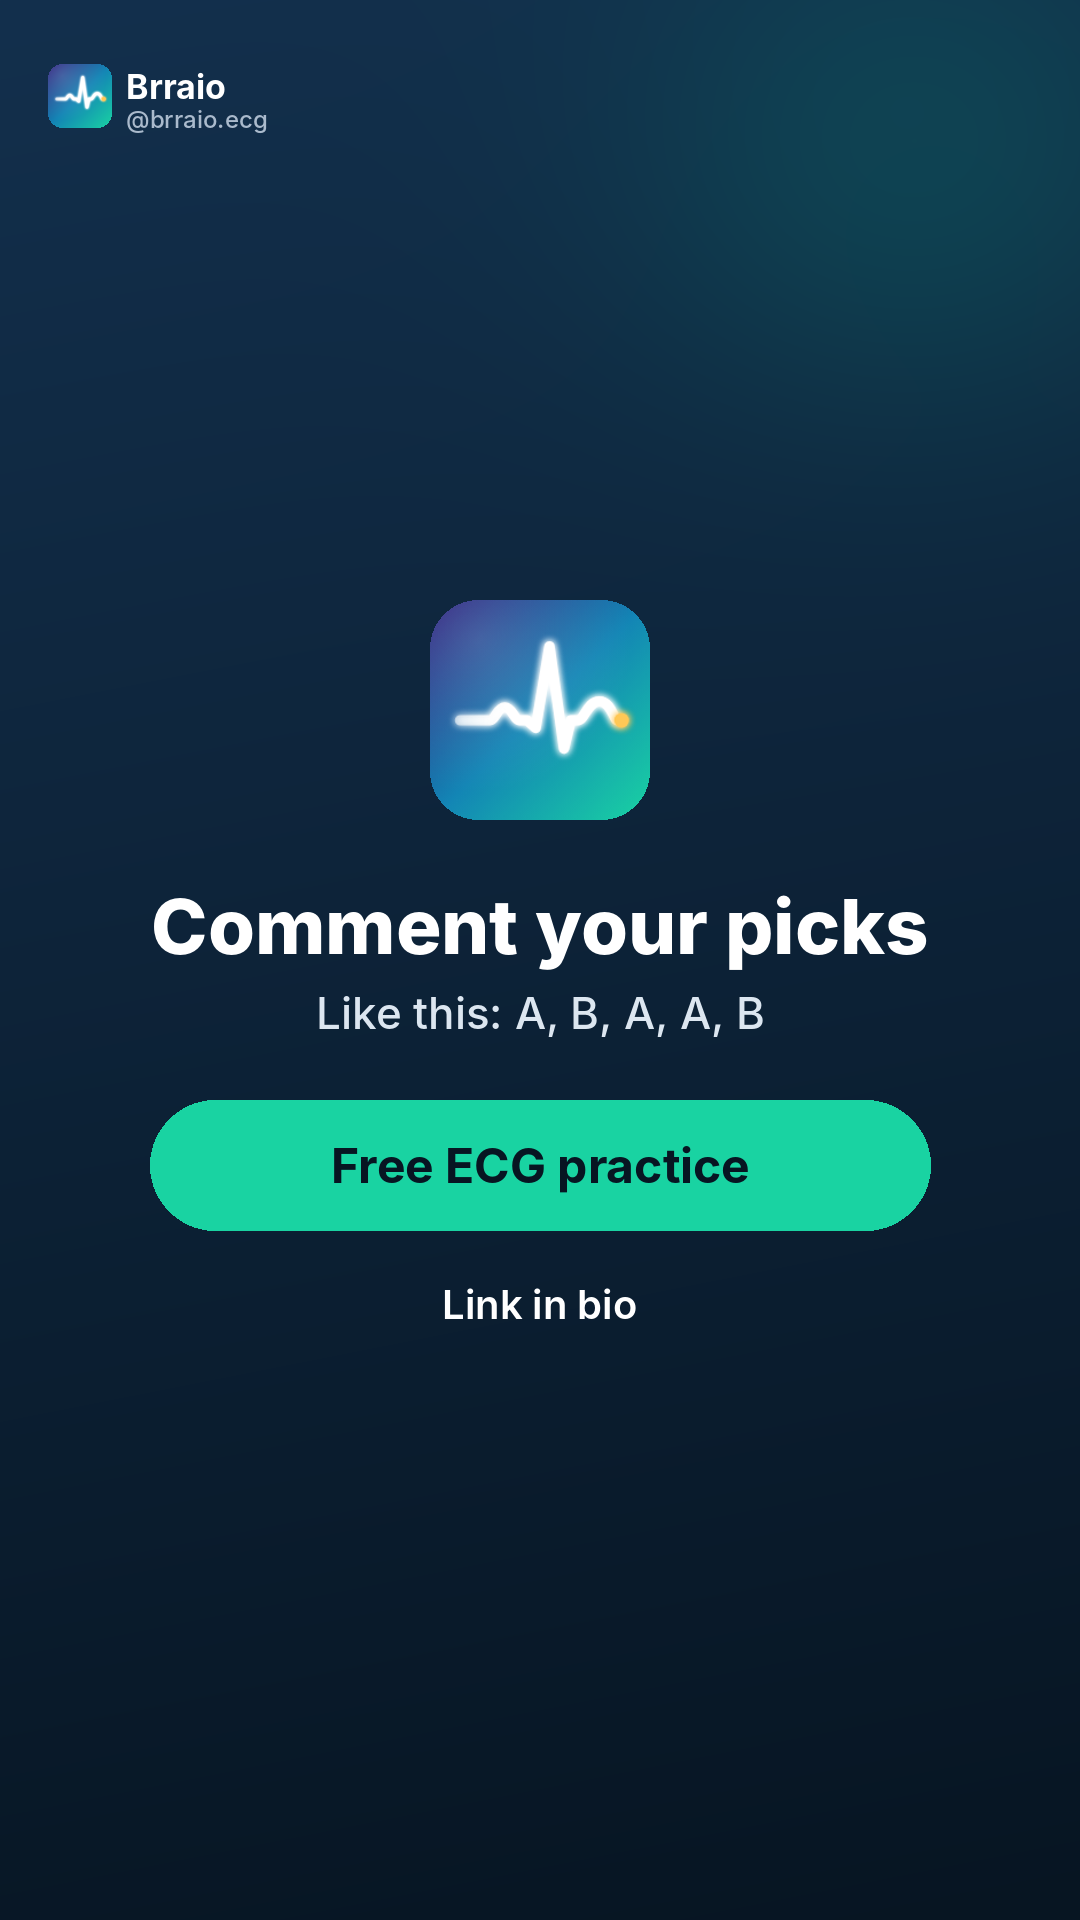 Brraio
@brraio.ecg
Comment your picks
Like this: A, B, A, A, B
Free ECG practice
Link in bio